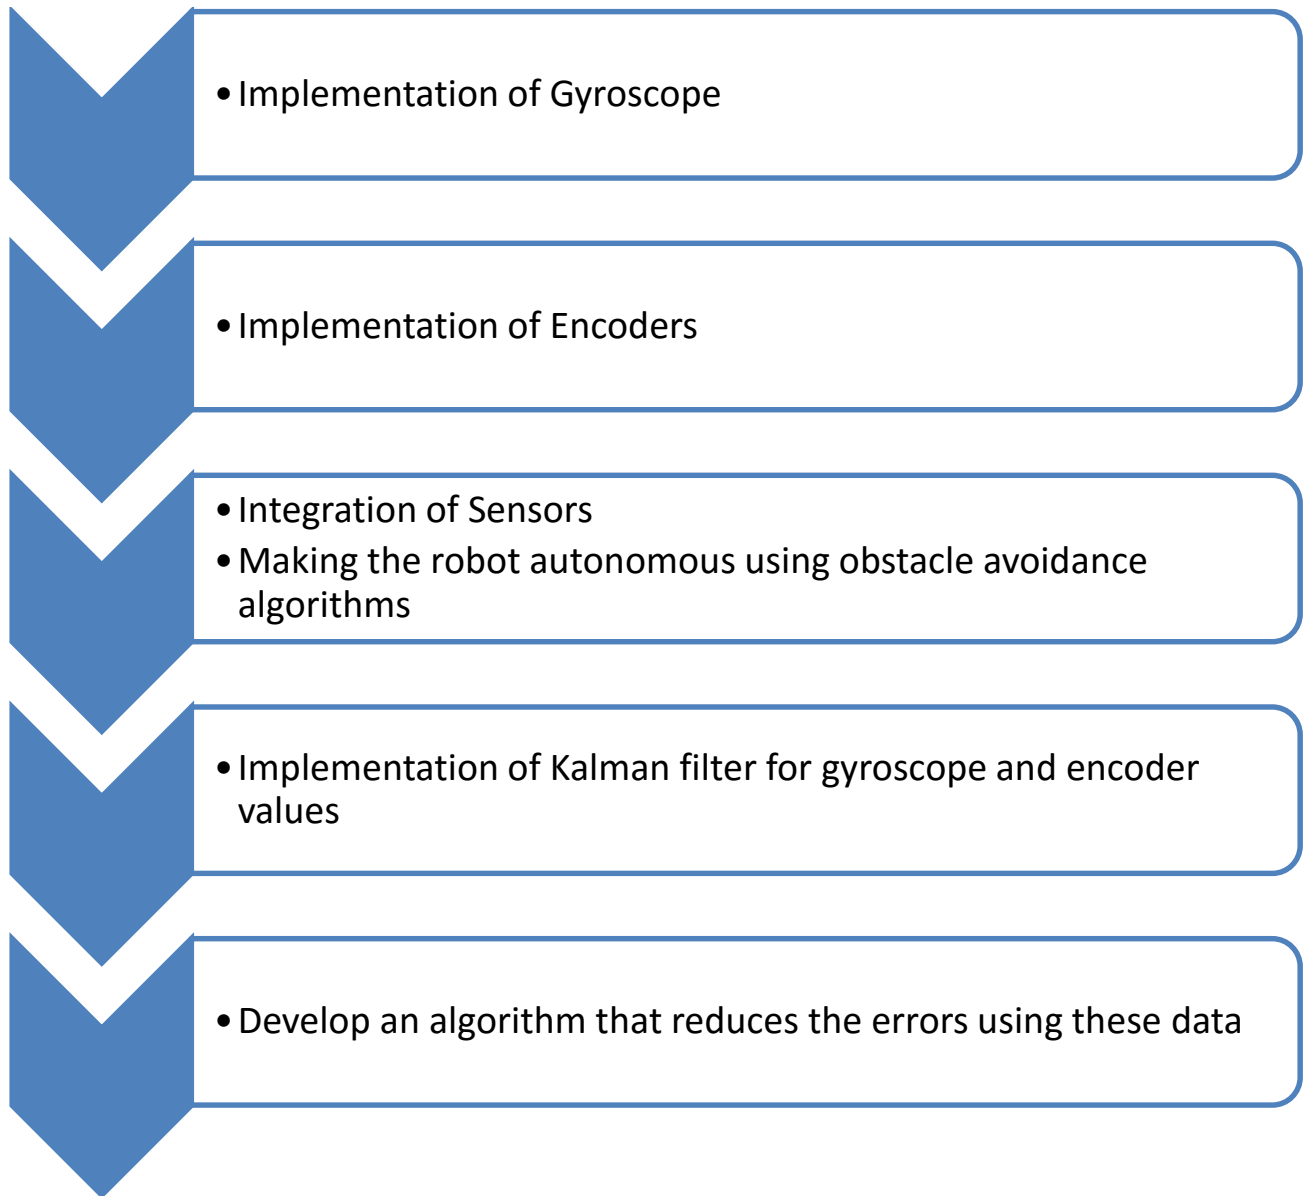 •Implementation of Gyroscope
•Implementation of Encoders
•Integration of Sensors
•Making the robot autonomous using obstacle avoidance
algorithms
•Implementation of Kalman filter for gyroscope and encoder
values
•Develop an algorithm that reduces the errors using these data